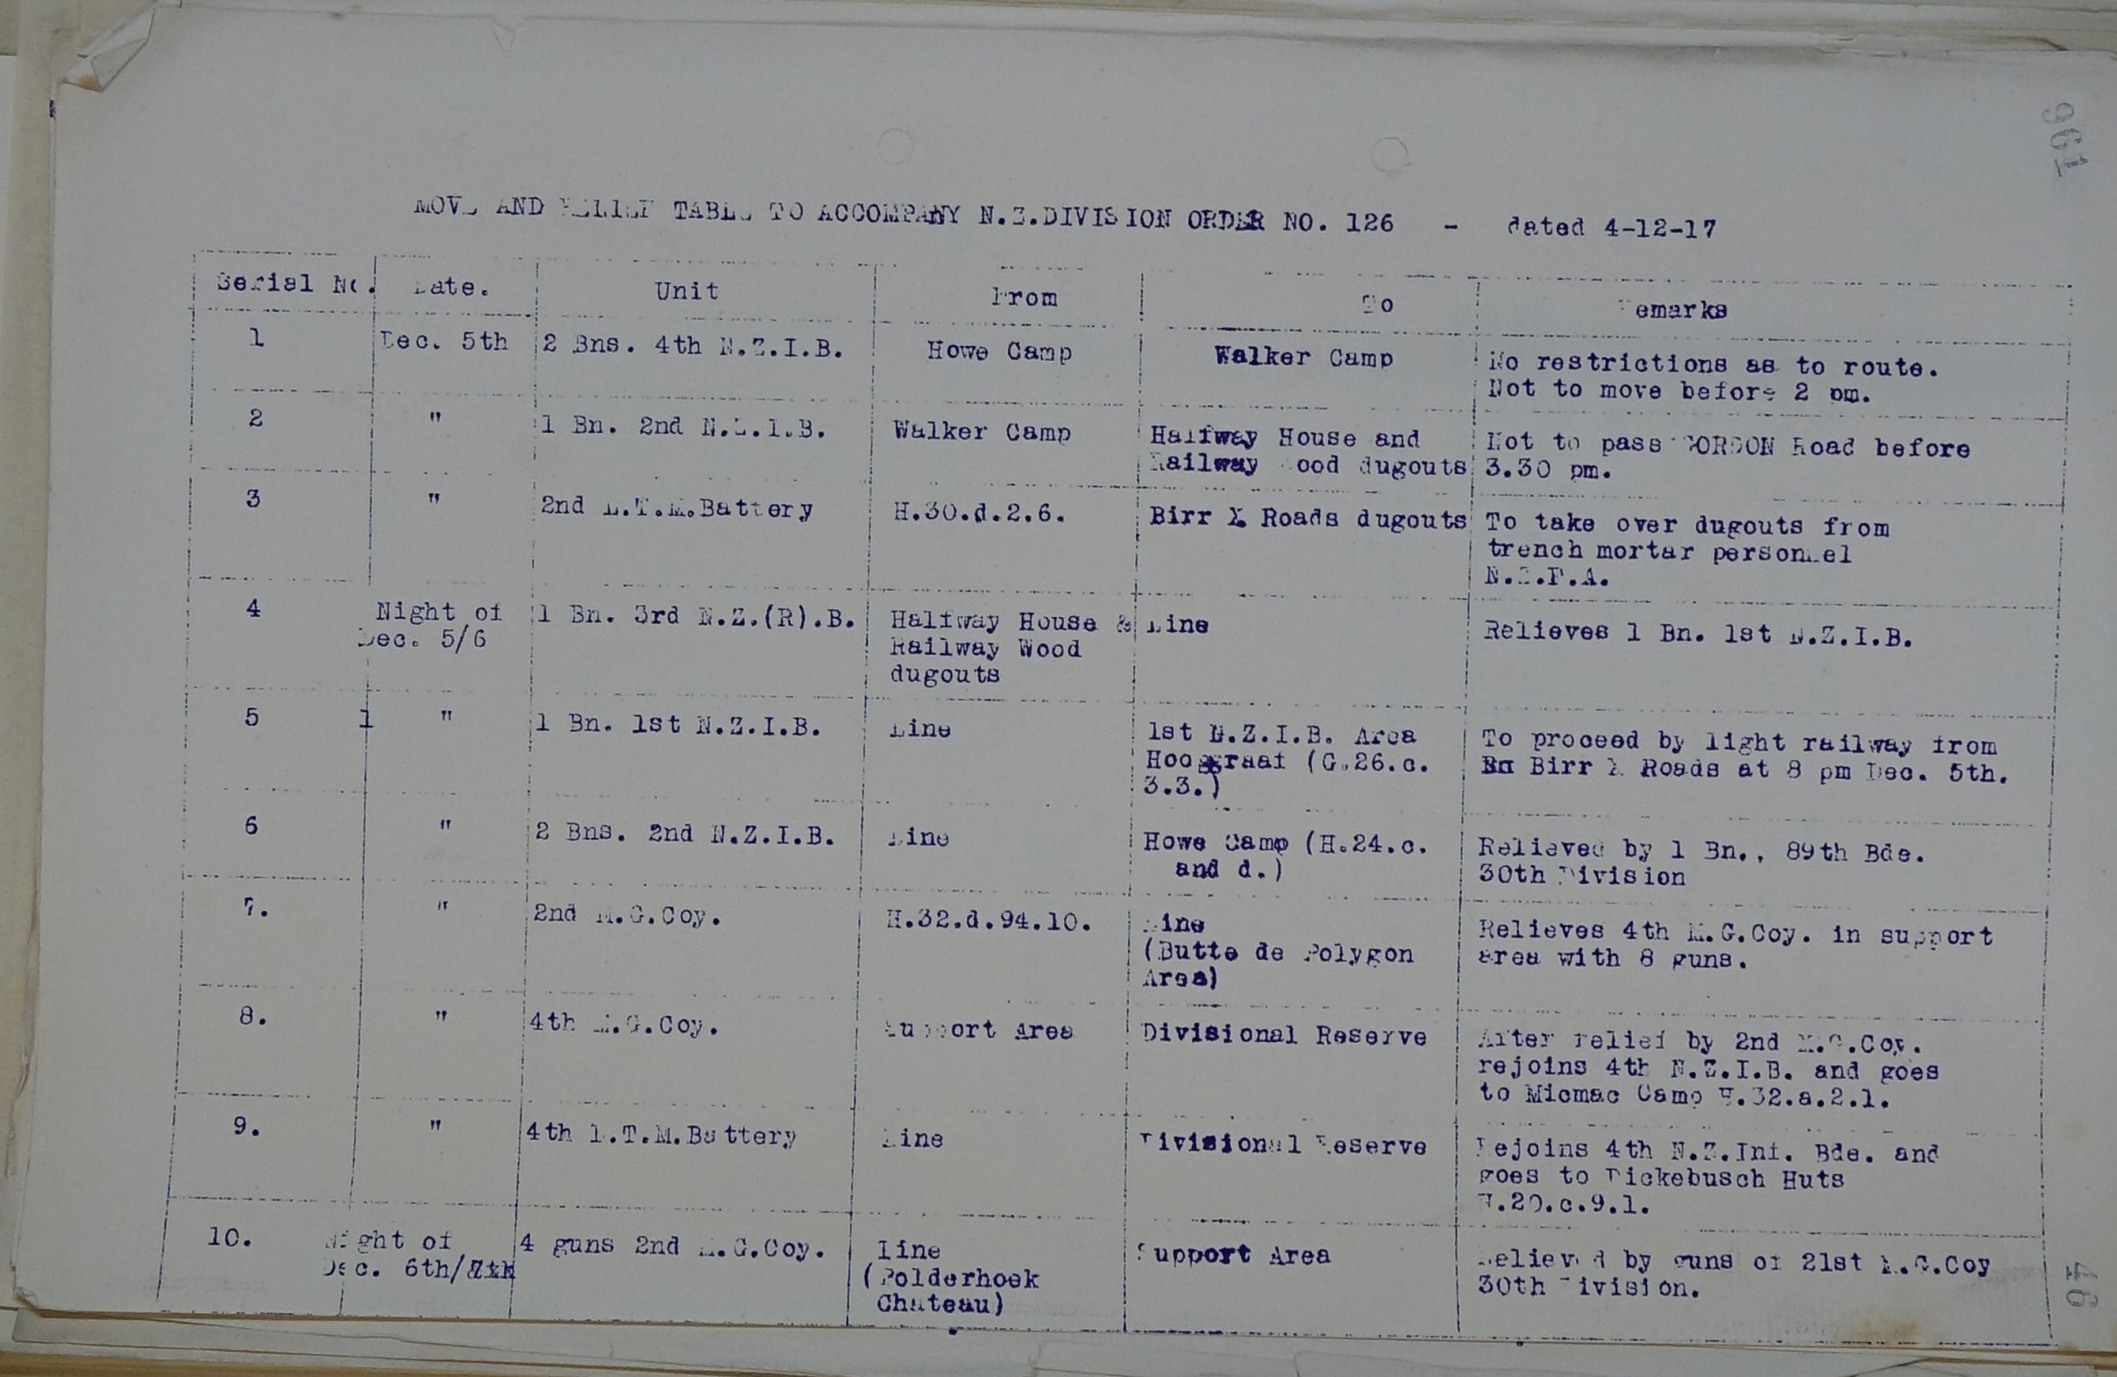 961
MOVE AND RELIEF TABLE TO ACCOMPANY N.Z.DIVISION ORDER NO. 126 - dated 4-12-17
Serial No. Date. Unit From To Remarks
1 Dec. 5th 2 Bns. 4th N.Z.I.B. Howe Camp Walker Camp No restrictions as to route.
Not to move before 2 pm.
2 " 1 Bn. 2nd N.Z.I.B. Walker Camp Halfway House and Not to pass GORDON Road before
Railway Wood dugouts 3.30 pm.
3 " 2nd L.T.M.Battery H.30.d.2.6. Birr X Roads dugouts To take over dugouts from
trench mortar personnel
N.Z.F.A.
4 Night of 1 Bn. 3rd N.Z.(R).B. Halfway House & Line Relieves 1 Bn. 1st N.Z.I.B.
Dec. 5/6 Railway Wood
dugouts
5 1 " 1 Bn. 1st N.Z.I.B. Line 1st N.Z.I.B. Area To proceed by light railway from
(G.26.c. Birr X Roads at 8 pm Dec. 5th.
3.3.)
6 " 2 Bns. 2nd N.Z.I.B. Line Howe Camp (H.24.c. Relieved by 1 Bn., 89th Bde.
and d.) 30th Division
7. " 2nd M.G.Coy. H.32.d.94.10. Line Relieves 4th M.G.Coy. in support
(Butte de Polygon area with 8 guns.
Area)
8. " 4th M.G.Coy. Support Area Divisional Reserve After relief by 2nd M.G.Coy.
rejoins 4th N.Z.I.B. and goes
to Micmac Camp H.32.a.2.1.
9. " 4th L.T.M.Battery Line Divisional Reserve Rejoins 4th N.Z.Inf. Bde. and
goes to Dickebusch Huts
H.20.c.9.1.
10. Night of 4 guns 2nd M.G.Coy. Line Support Area Relieved by guns of 21st M.G.Coy
Dec. 6th/7th (Polderhoek 30th Division.
Chateau)
46